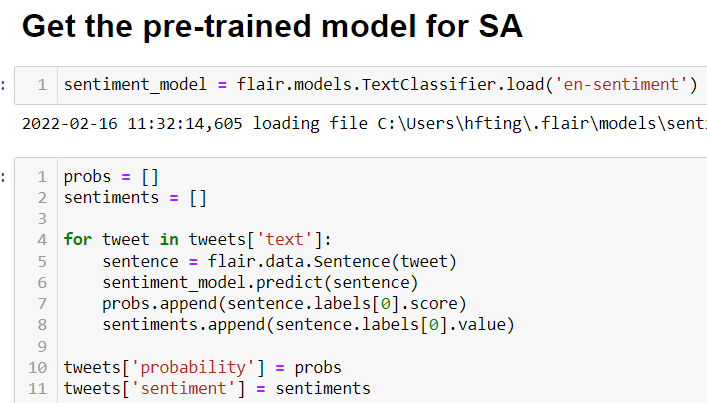 Get the pre-trained model for SA
: 1 sentiment_model = flair.models.TextClassifier.load('en-sentiment')
2022-02-16 11:32:14,605 loading file C:\Users\hfting\.flair\models\senti
: 1 probs = []
2 sentiments = []
3
4 for tweet in tweets['text']:
5     sentence = flair.data.Sentence(tweet)
6     sentiment_model.predict(sentence)
7     probs.append(sentence.labels[0].score)
8     sentiments.append(sentence.labels[0].value)
9
10 tweets['probability'] = probs
11 tweets['sentiment'] = sentiments